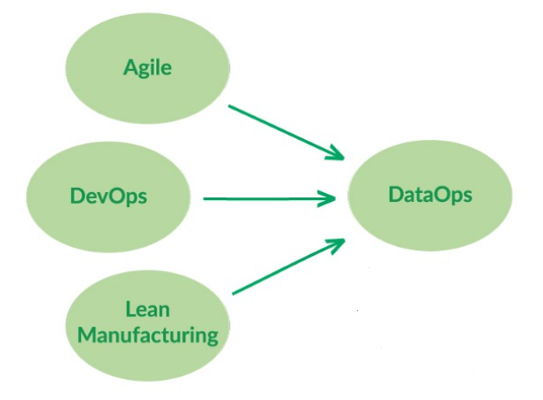 Agile
DevOps
DataOps
Lean
Manufacturing